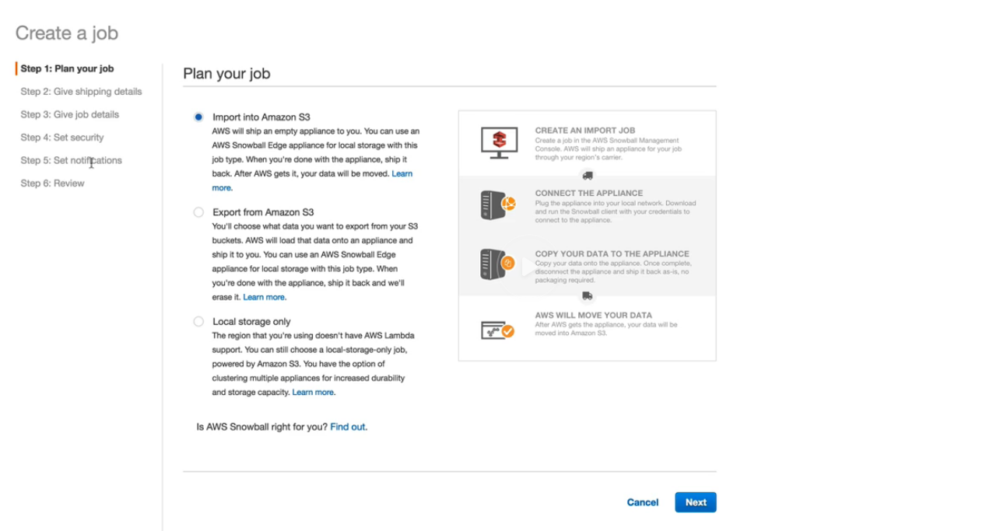 Create a job
Step 1: Plan your job
Step 2: Give shipping details
Step 3: Give job details
Step 4: Set security
Step 5: Set notifications
Step 6: Review
Plan your job
Import into Amazon S3
AWS will ship an empty appliance to you. You can use an
AWS Snowball Edge appliance for local storage with this
job type. When you're done with the appliance, ship it
back. After AWS gets it, your data will be moved. Learn
more.
Export from Amazon S3
You'll choose what data you want to export from your S3
buckets. AWS will load that data onto an appliance and
ship it to you. You can use an AWS Snowball Edge
appliance for local storage with this job type. When
you're done with the appliance, ship it back and we'll
erase it. Learn more.
Local storage only
The region that you're using doesn't have AWS Lambda
support. You can still choose a local-storage-only job,
powered by Amazon S3. You have the option of
clustering multiple appliances for increased durability
and storage capacity. Learn more.
Is AWS Snowball right for you? Find out.
CREATE AN IMPORT JOB
Create a job in the AWS Snowball Management
Console. AWS will ship an appliance for your job
through your region's carrier.
CONNECT THE APPLIANCE
Plug the appliance into your local network. Download
and run the Snowball client with your credentials to
connect to the appliance.
COPY YOUR DATA TO THE APPLIANCE
Copy your data onto the appliance. Once complete,
disconnect the appliance and ship it back as-is, no
packaging required.
AWS WILL MOVE YOUR DATA
After AWS gets the appliance, your data will be
moved into Amazon S3.
Cancel
Next